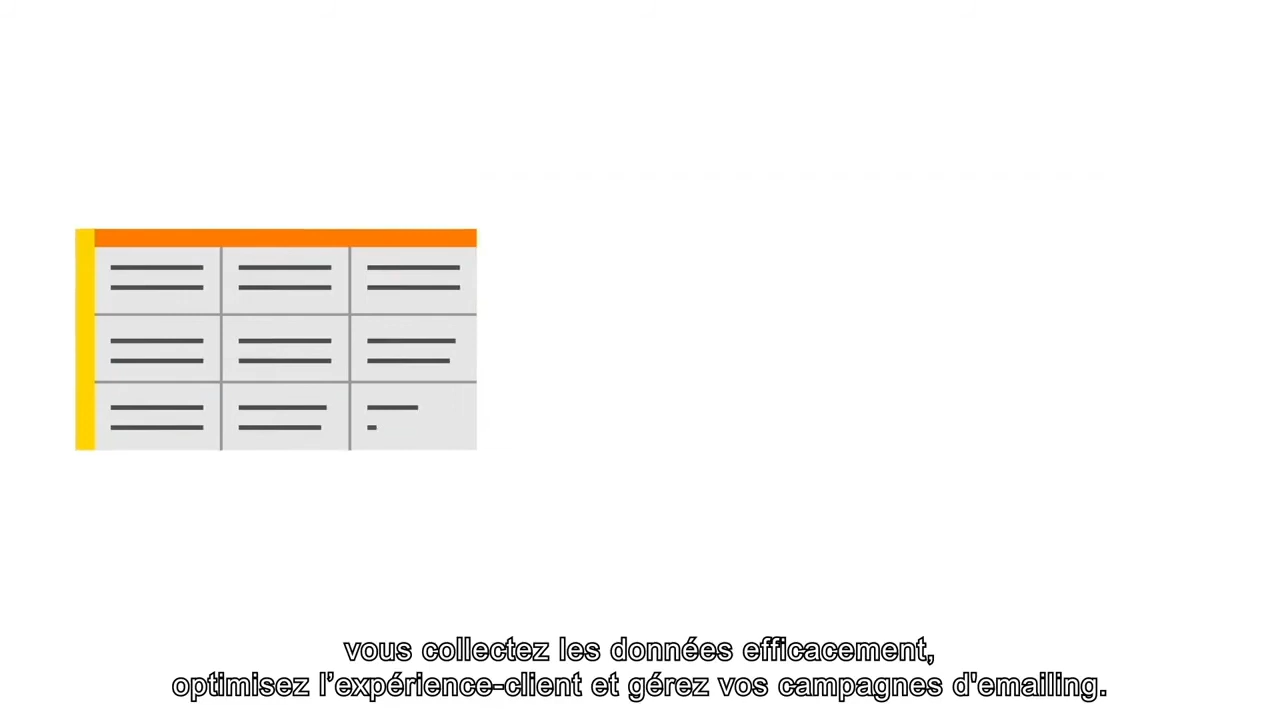 vous collectez les données efficacement,
optimisez l’expérience-client et gérez vos campagnes d'emailing.